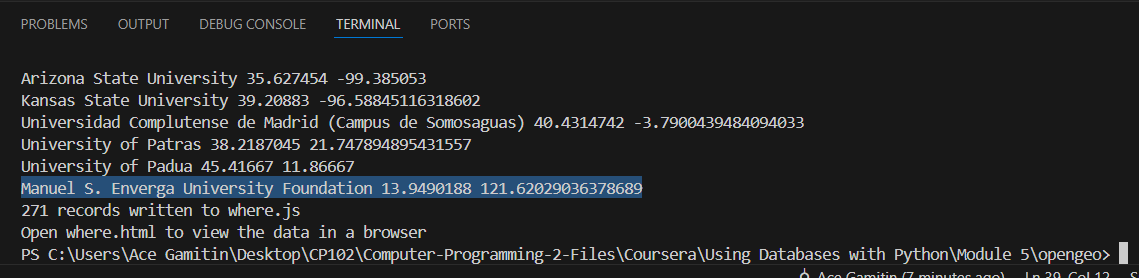 PROBLEMS OUTPUT DEBUG CONSOLE TERMINAL PORTS
Arizona State University 35.627454 -99.385053
Kansas State University 39.20883 -96.58845116318602
Universidad Complutense de Madrid (Campus de Somosaguas) 40.4314742 -3.7900439484094033
University of Patras 38.2187045 21.747894895431557
University of Padua 45.41667 11.86667
Manuel S. Enverga University Foundation 13.9490188 121.62029036378689
271 records written to where.js
Open where.html to view the data in a browser
PS C:\Users\Ace Gamitin\Desktop\CP102\Computer-Programming-2-Files\Coursera\Using Databases with Python\Module 5\opengeo>
Ace Gamitin (7 minutes ago) Ln 39, Col 12